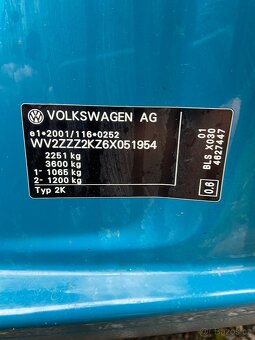 VOLKSWAGEN AG
e1*2001/116*0252
WV2ZZZ2KZ6X051954
2251 kg
3600 kg
1- 1065 kg
2- 1200 kg
Typ 2K
01
BLS X030
4627447
0,6